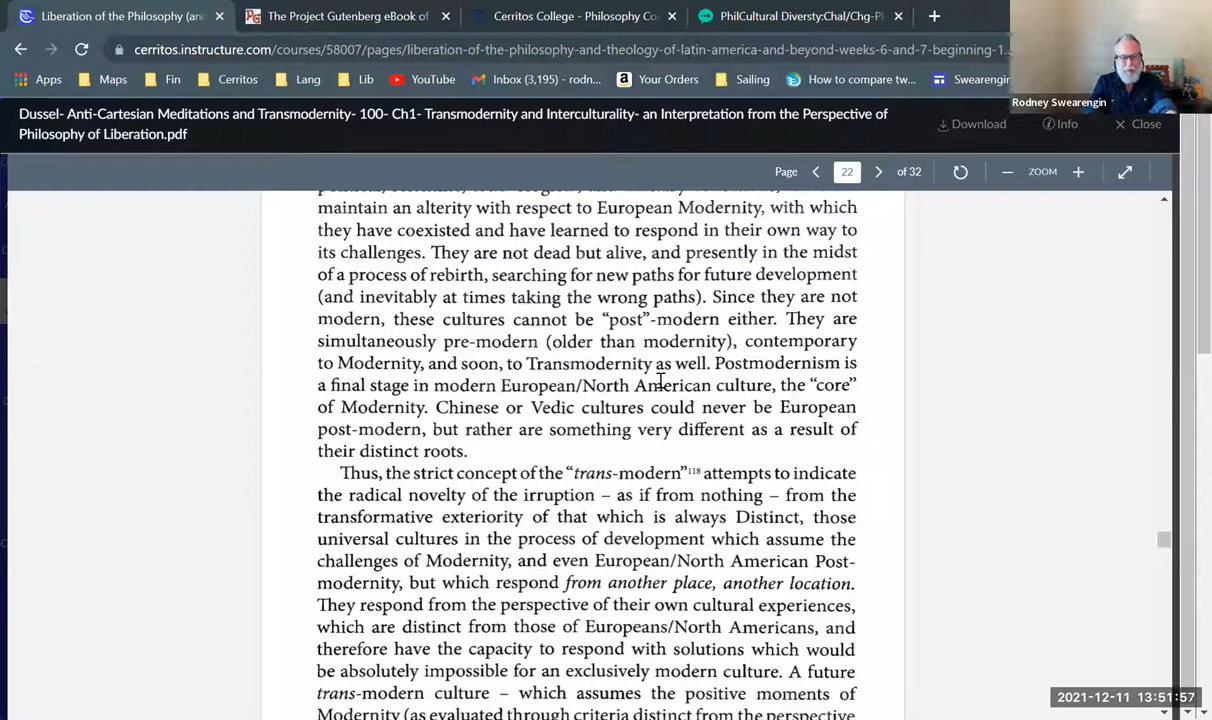 Liberation of the Philosophy (an
The Project Gutenberg eBook of
Cerritos College - Philosophy Co
PhilCultural Diversty:Chal/Chg-P
cerritos.instructure.com/courses/58007/pages/liberation-of-the-philosophy-and-theology-of-latin-america-and-beyond-weeks-6-and-7-beginning-1...
Apps
Maps
Fin
Cerritos
Lang
Lib
YouTube
Inbox (3,195) - rodn...
Your Orders
Sailing
How to compare tw...
Swearengin
Rodney Swearengin
Dussel- Anti-Cartesian Meditations and Transmodernity- 100- Ch1- Transmodernity and Interculturality- an Interpretation from the Perspective of
Philosophy of Liberation.pdf
Download
Info
Close
Page
22
of 32
ZOOM
maintain an alterity with respect to European Modernity, with which
they have coexisted and have learned to respond in their own way to
its challenges. They are not dead but alive, and presently in the midst
of a process of rebirth, searching for new paths for future development
(and inevitably at times taking the wrong paths). Since they are not
modern, these cultures cannot be “post”-modern either. They are
simultaneously pre-modern (older than modernity), contemporary
to Modernity, and soon, to Transmodernity as well. Postmodernism is
a final stage in modern European/North American culture, the “core”
of Modernity. Chinese or Vedic cultures could never be European
post-modern, but rather are something very different as a result of
their distinct roots.
Thus, the strict concept of the “trans-modern”118 attempts to indicate
the radical novelty of the irruption – as if from nothing – from the
transformative exteriority of that which is always Distinct, those
universal cultures in the process of development which assume the
challenges of Modernity, and even European/North American Post-
modernity, but which respond from another place, another location.
They respond from the perspective of their own cultural experiences,
which are distinct from those of Europeans/North Americans, and
therefore have the capacity to respond with solutions which would
be absolutely impossible for an exclusively modern culture. A future
trans-modern culture – which assumes the positive moments of
Modernity (as evaluated through criteria distinct from the perspective
2021-12-11 13:51:57